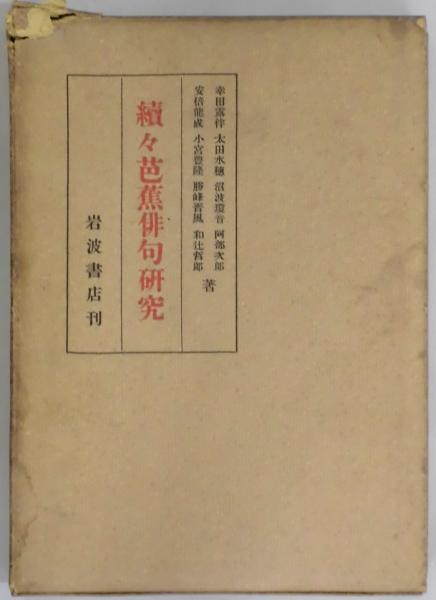 幸田露伴 太田水穂 沼波瓊音 阿部次郎
安倍能成 小宮豊隆 勝峰晋風 和辻哲郎
著
續々芭蕉俳句研究
岩波書店刊